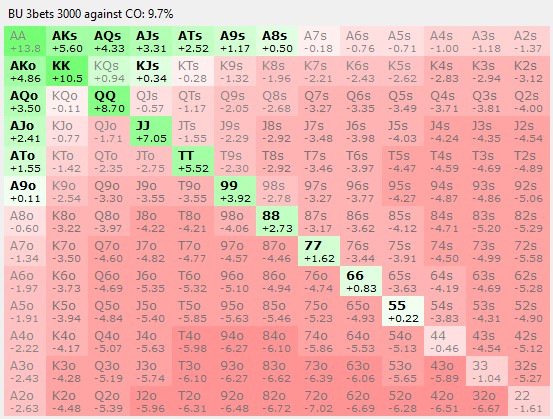 BU 3bets 3000 against CO: 9.7%
AA AKs AQs AJs ATs A9s A8s A7s A6s A5s A4s A3s A2s
+13.8 +5.60 +4.33 +3.31 +2.52 +1.17 +0.50 -0.18 -0.76 -0.71 -1.00 -1.18 -1.37
AKo KK KQs KJs KTs K9s K8s K7s K6s K5s K4s K3s K2s
+4.86 +10.5 +0.94 +0.34 -0.28 -1.32 -1.96 -2.21 -2.43 -2.62 -2.83 -2.94 -3.12
AQo KQo QQ QJs QTs Q9s Q8s Q7s Q6s Q5s Q4s Q3s Q2s
+3.50 -0.11 +8.70 -0.57 -1.17 -2.05 -2.68 -3.27 -3.35 -3.49 -3.71 -3.81 -4.00
AJo KJo QJo JJ JTs J9s J8s J7s J6s J5s J4s J3s J2s
+2.41 -0.77 -1.71 +7.05 -1.55 -2.29 -2.92 -3.48 -3.98 -4.03 -4.24 -4.35 -4.54
ATo KTo QTo JTo TT T9s T8s T7s T6s T5s T4s T3s T2s
+1.55 -1.42 -2.35 -2.75 +5.52 -2.30 -2.92 -3.46 -3.97 -4.47 -4.59 -4.69 -4.89
A9o K9o Q9o J9o T9o 99 98s 97s 96s 95s 94s 93s 92s
+0.11 -2.54 -3.30 -3.55 -3.55 +3.92 -2.78 -3.27 -3.77 -4.27 -4.87 -4.86 -5.06
A8o K8o Q8o J8o T8o 98o 88 87s 86s 85s 84s 83s 82s
-0.60 -3.22 -3.97 -4.22 -4.21 -4.06 +2.73 -3.17 -3.62 -4.12 -4.71 -5.20 -5.29
A7o K7o Q7o J7o T7o 97o 87o 77 76s 75s 74s 73s 72s
-1.34 -3.50 -4.60 -4.82 -4.77 -4.57 -4.46 +1.62 -3.44 -3.91 -4.50 -4.99 -5.58
A6o K6o Q6o J6o T6o 96o 86o 76o 66 65s 64s 63s 62s
-1.97 -3.73 -4.69 -5.35 -5.32 -5.10 -4.94 -4.74 +0.83 -3.63 -4.19 -4.69 -5.28
A5o K5o Q5o J5o T5o 95o 85o 75o 65o 55 54s 53s 52s
-1.91 -3.94 -4.84 -5.40 -5.85 -5.63 -5.46 -5.23 -4.93 +0.22 -3.83 -4.31 -4.90
A4o K4o Q4o J4o T4o 94o 84o 74o 64o 54o 44 43s 42s
-2.22 -4.17 -5.07 -5.63 -5.98 -6.27 -6.10 -5.86 -5.53 -5.13 -0.46 -4.54 -5.12
A3o K3o Q3o J3o T3o 93o 83o 73o 63o 53o 43o 33 32s
-2.43 -4.28 -5.19 -5.74 -6.10 -6.27 -6.62 -6.39 -6.06 -5.65 -5.89 -1.04 -5.27
A2o K2o Q2o J2o T2o 92o 82o 72o 62o 52o 42o 32o 22
-2.63 -4.48 -5.39 -5.96 -6.31 -6.48 -6.72 -7.02 -6.69 -6.28 -6.51 -6.67 -1.61